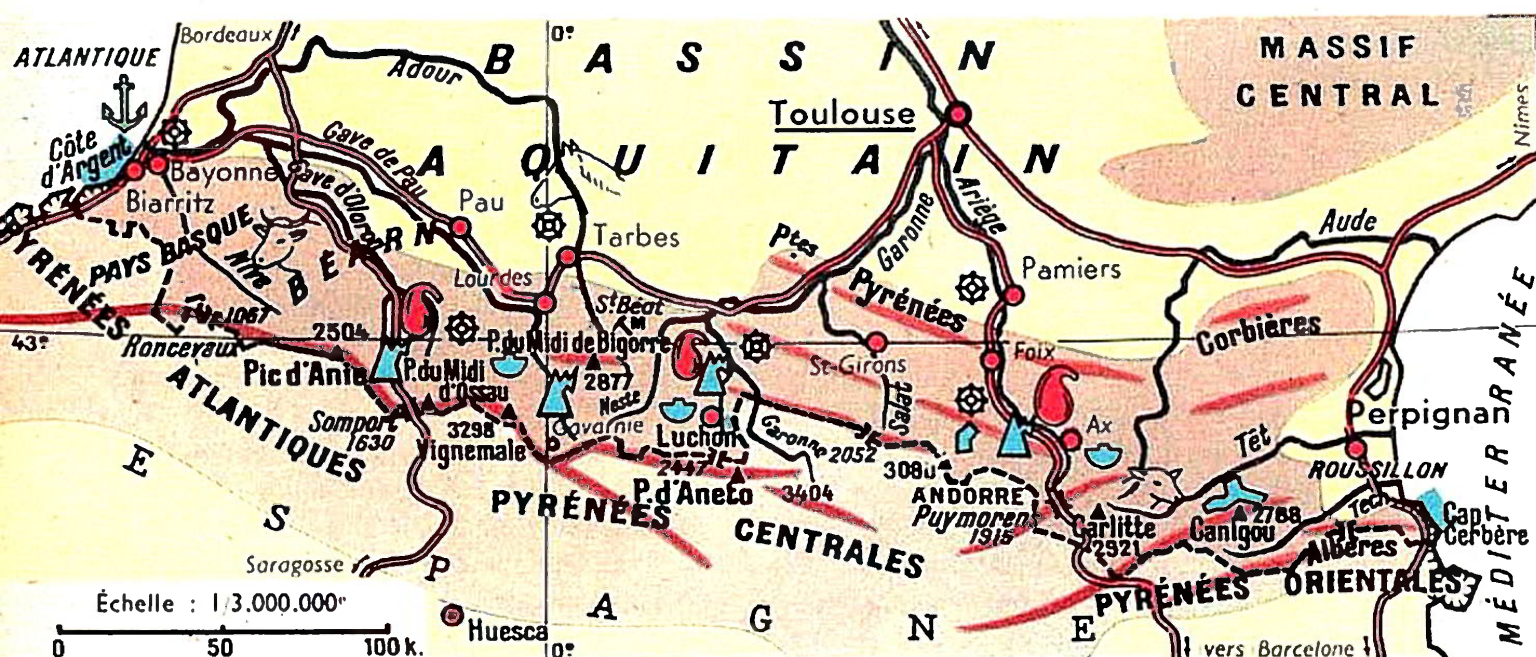 Bordeaux
0°
ATLANTIQUE
Adour
BASSIN
MASSIF
CENTRAL
Toulouse
Nîmes
Côte
d'Argent
Gave de Pau
AQUITAIN
Bayonne
Gave d'Oloron
Biarritz
Pau
Ariège
Garonne
Aude
PAYS BASQUE
BÉARN
Tarbes
Ptes
Pyrénées
Pamiers
Nive
Lourdes
St Béat
M
PYRÉNÉES
ATLANTIQUES
1067
43°
Roncevaux
2504
P. du Midi de Bigorre
2877
St-Girons
Foix
Corbières
Pic d'Anie
P. du Midi
d'Ossau
Neste
Salat
Somport
1630
3298
Vignemale
Gavarnie
Luchon
2447
Garonne
2052
3080
Ax
Perpignan
Têt
ROUSSILLON
MÉDITERRANÉE
P. d'Aneto
3404
ANDORRE
Puymorens
1915
Carlitte
2921
Canigou
2788
Tech
Cap
Cerbère
Albères
PYRÉNÉES
CENTRALES
PYRÉNÉES ORIENTALES
ESPAGNE
Saragosse
Échelle : 1/3.000.000e
0 50 100 k.
Huesca
0°
vers Barcelone